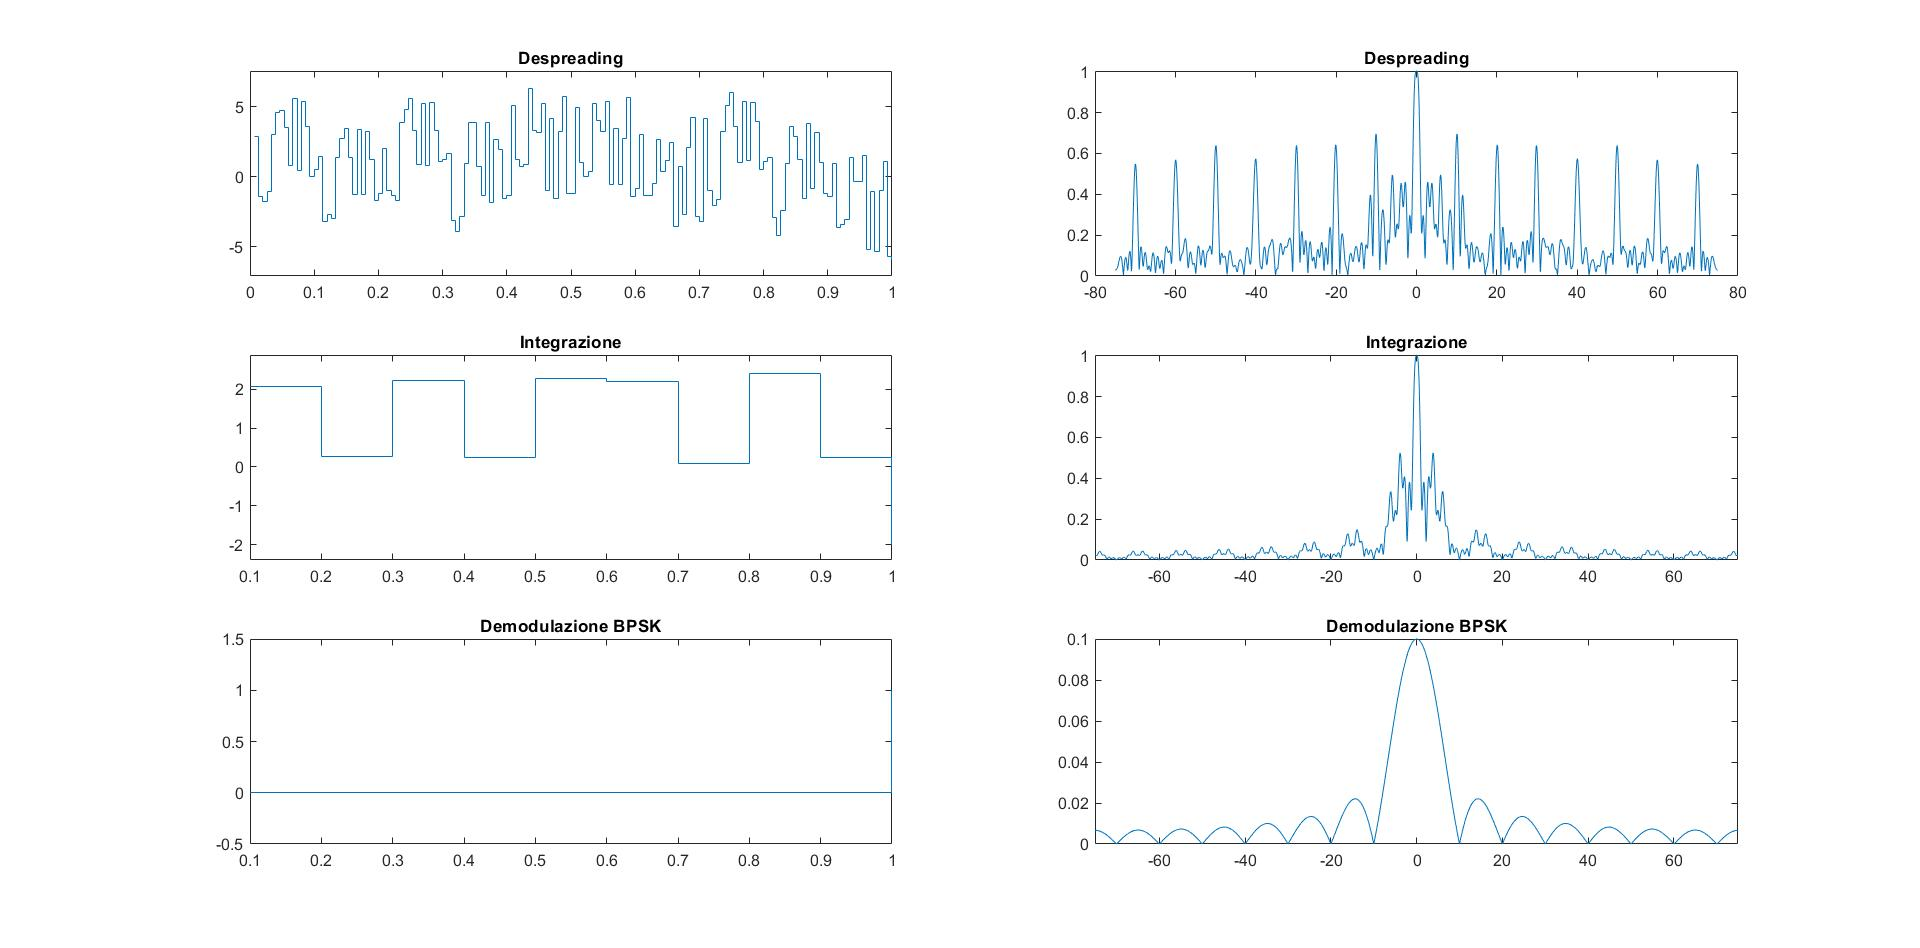 Despreading
5
0
-5
0 0.1 0.2 0.3 0.4 0.5 0.6 0.7 0.8 0.9 1
Despreading
1
0.8
0.6
0.4
0.2
0
-80 -60 -40 -20 0 20 40 60 80
Integrazione
2
1
0
-1
-2
0.1 0.2 0.3 0.4 0.5 0.6 0.7 0.8 0.9 1
Integrazione
1
0.8
0.6
0.4
0.2
0
-60 -40 -20 0 20 40 60
Demodulazione BPSK
1.5
1
0.5
0
-0.5
0.1 0.2 0.3 0.4 0.5 0.6 0.7 0.8 0.9 1
Demodulazione BPSK
0.1
0.08
0.06
0.04
0.02
0
-60 -40 -20 0 20 40 60